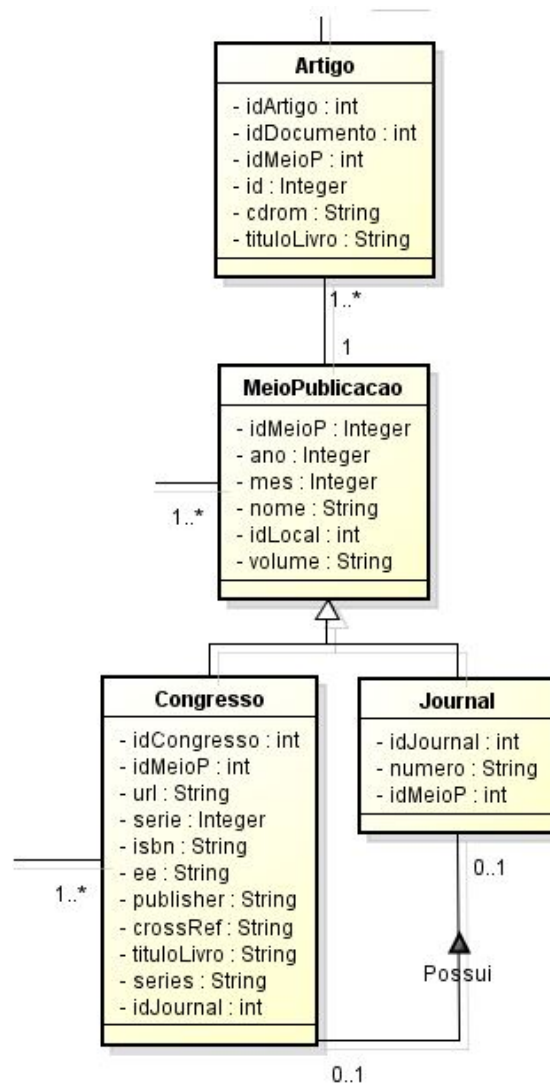 Artigo
- idArtigo : int
- idDocumento : int
- idMeioP : int
- id : Integer
- cdrom : String
- tituloLivro : String
1..*
1
MeioPublicacao
- idMeioP : Integer
- ano : Integer
- mes : Integer
- nome : String
- idLocal : int
- volume : String
1..*
Congresso
- idCongresso : int
- idMeioP : int
- url : String
- serie : Integer
- isbn : String
- ee : String
- publisher : String
- crossRef : String
- tituloLivro : String
- series : String
- idJournal : int
1..*
Journal
- idJournal : int
- numero : String
- idMeioP : int
0..1
Possui
0..1